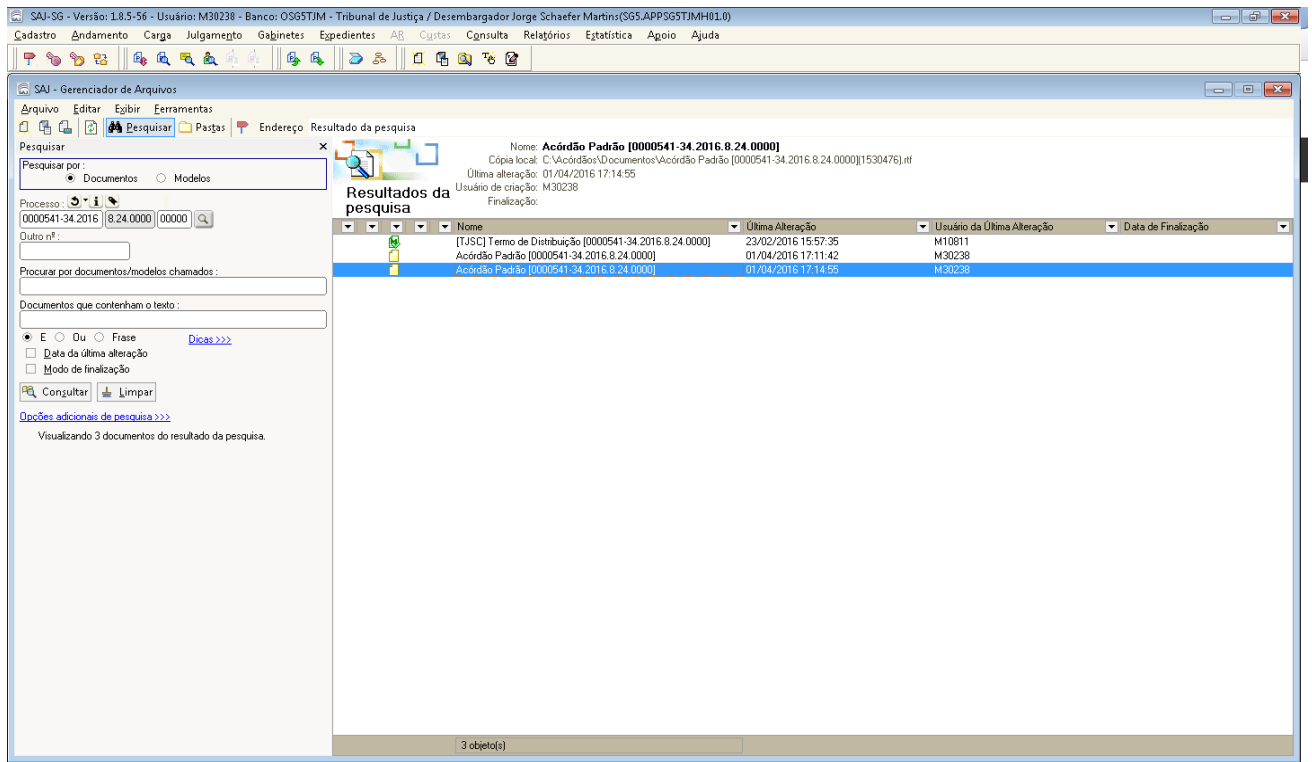 SAJ-SG - Versão: 1.8.5-56 - Usuário: M30238 - Banco: OSG5TJM - Tribunal de Justiça / Desembargador Jorge Schaefer Martins(SG5.APPSG5TJMH01.0)
Cadastro Andamento Carga Julgamento Gabinetes Expedientes AR Custas Consulta Relatórios Estatística Apoio Ajuda
SAJ - Gerenciador de Arquivos
Arquivo Editar Exibir Ferramentas
Pesquisar Pastas Endereço Resultado da pesquisa
Pesquisar
Pesquisar por :
Documentos Modelos
Processo :
0000541-34.2016 8.24.0000 00000
Outro nº :
Procurar por documentos/modelos chamados :
Documentos que contenham o texto :
E Ou Frase Dicas >>>
Data da última alteração
Modo de finalização
Consultar Limpar
Opções adicionais de pesquisa >>>
Visualizando 3 documentos do resultado da pesquisa.
Resultados da pesquisa
Nome: Acórdão Padrão [0000541-34.2016.8.24.0000]
Cópia local: C:\Acórdãos\Documentos\Acórdão Padrão [0000541-34.2016.8.24.0000](1530476).rtf
Última alteração: 01/04/2016 17:14:55
Usuário de criação: M30238
Finalização:
Nome Última Alteração Usuário da Última Alteração Data de Finalização
[TJSC] Termo de Distribuição [0000541-34.2016.8.24.0000] 23/02/2016 15:57:35 M10811
Acórdão Padrão [0000541-34.2016.8.24.0000] 01/04/2016 17:11:42 M30238
Acórdão Padrão [0000541-34.2016.8.24.0000] 01/04/2016 17:14:55 M30238
3 objeto(s)